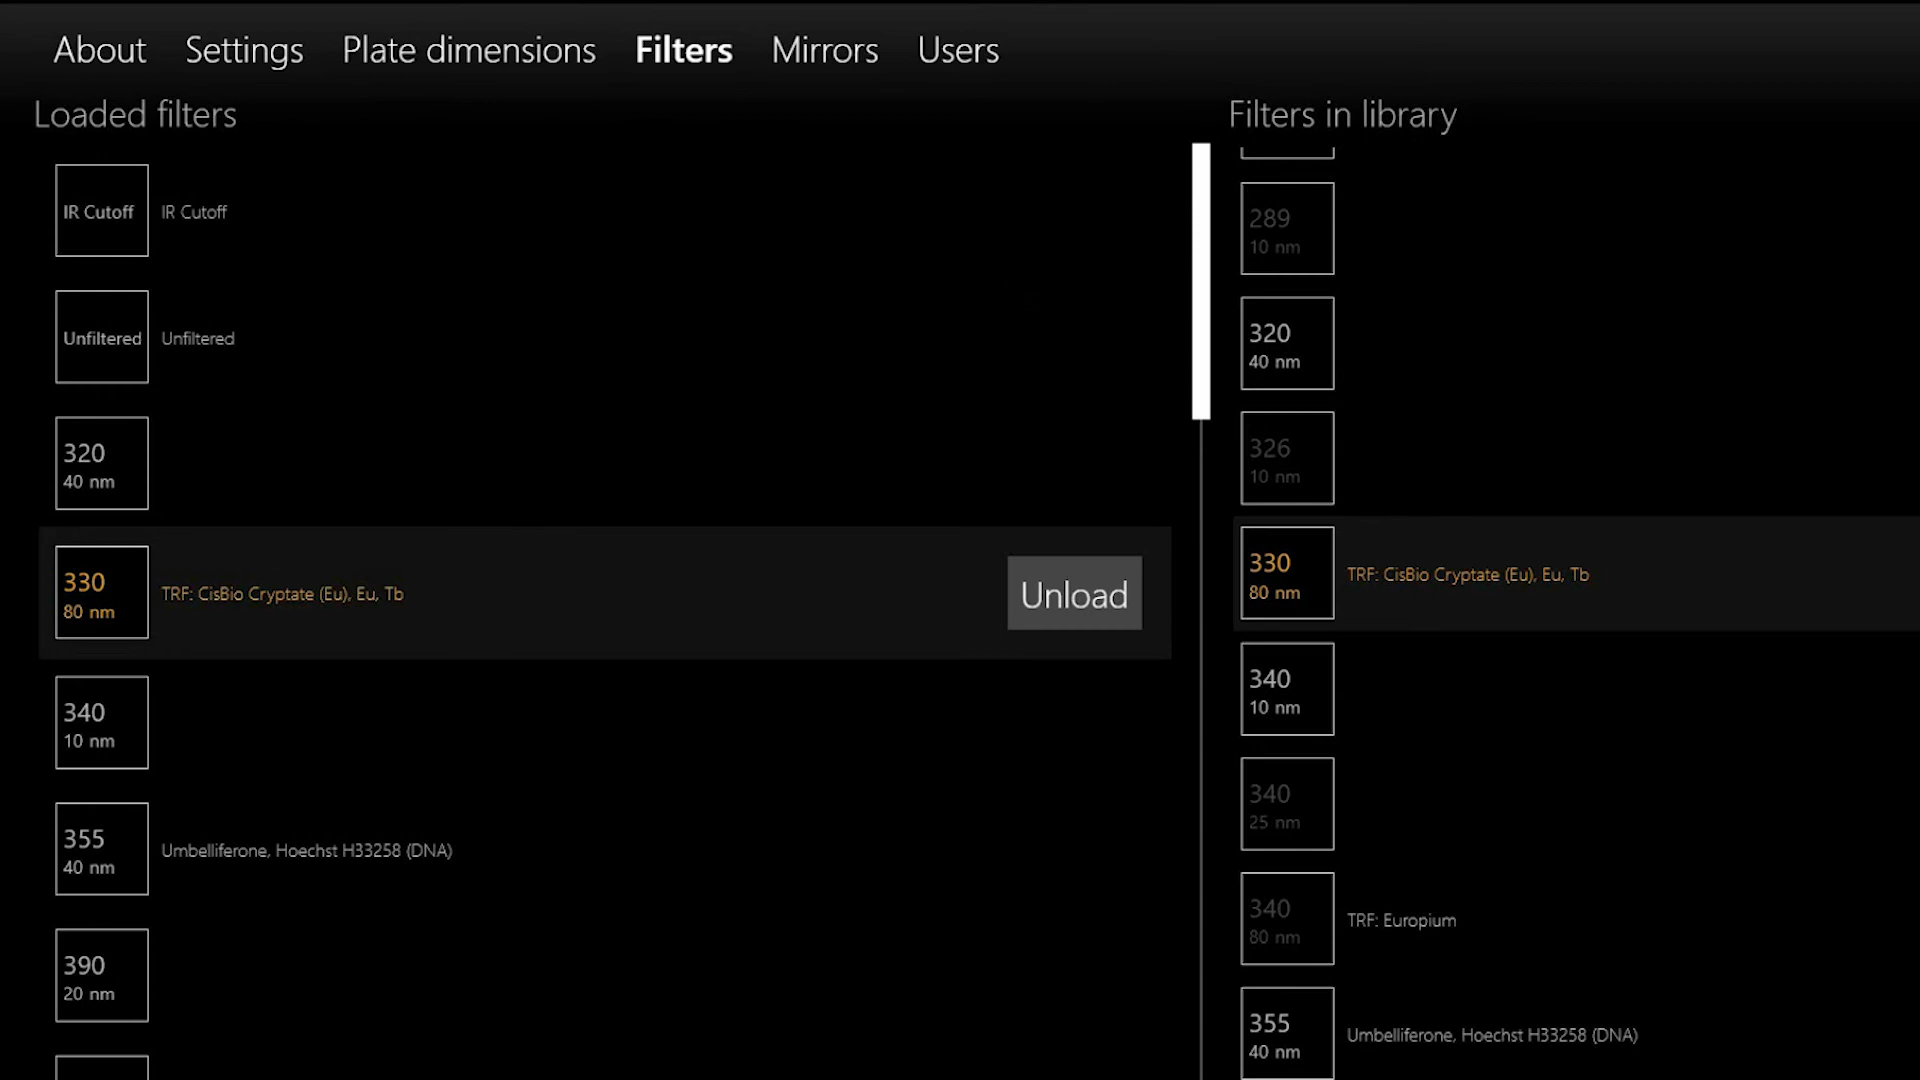 About Settings Plate dimensions Filters Mirrors Users
Loaded filters
IR Cutoff IR Cutoff
Unfiltered Unfiltered
320
40 nm
330
80 nm
TRF: CisBio Cryptate (Eu), Eu, Tb
Unload
340
10 nm
355
40 nm
Umbelliferone, Hoechst H33258 (DNA)
390
20 nm
Filters in library
289
10 nm
320
40 nm
326
10 nm
330
80 nm
TRF: CisBio Cryptate (Eu), Eu, Tb
340
10 nm
340
25 nm
340
80 nm
TRF: Europium
355
40 nm
Umbelliferone, Hoechst H33258 (DNA)